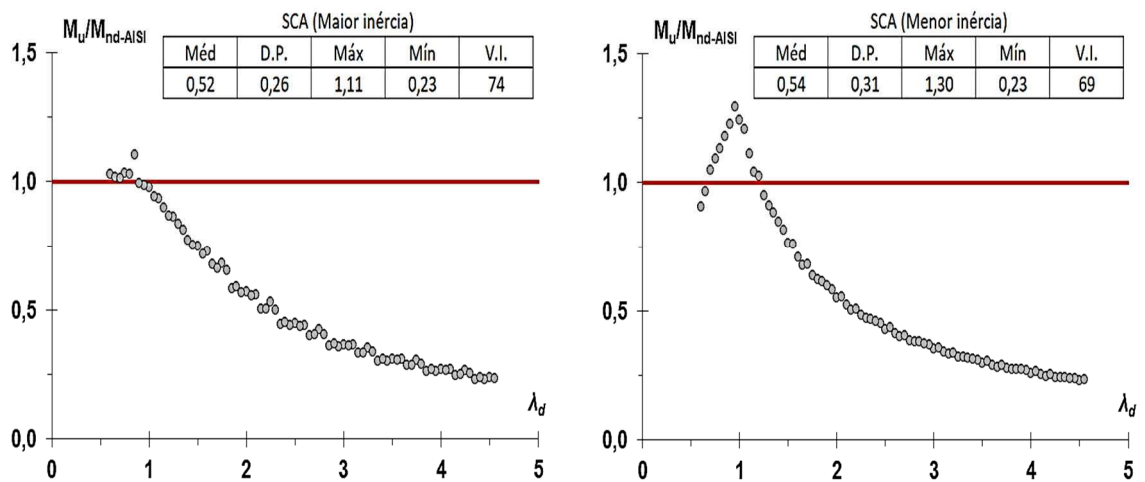 Mu/Mnd-AISI
SCA (Maior inércia)
Méd D.P. Máx Mín V.I.
0,52 0,26 1,11 0,23 74
1,5
1,0
0,5
0,0
λd
0 1 2 3 4 5
Mu/Mnd-AISI
SCA (Menor inércia)
Méd D.P. Máx Mín V.I.
0,54 0,31 1,30 0,23 69
1,5
1,0
0,5
0,0
λd
0 1 2 3 4 5